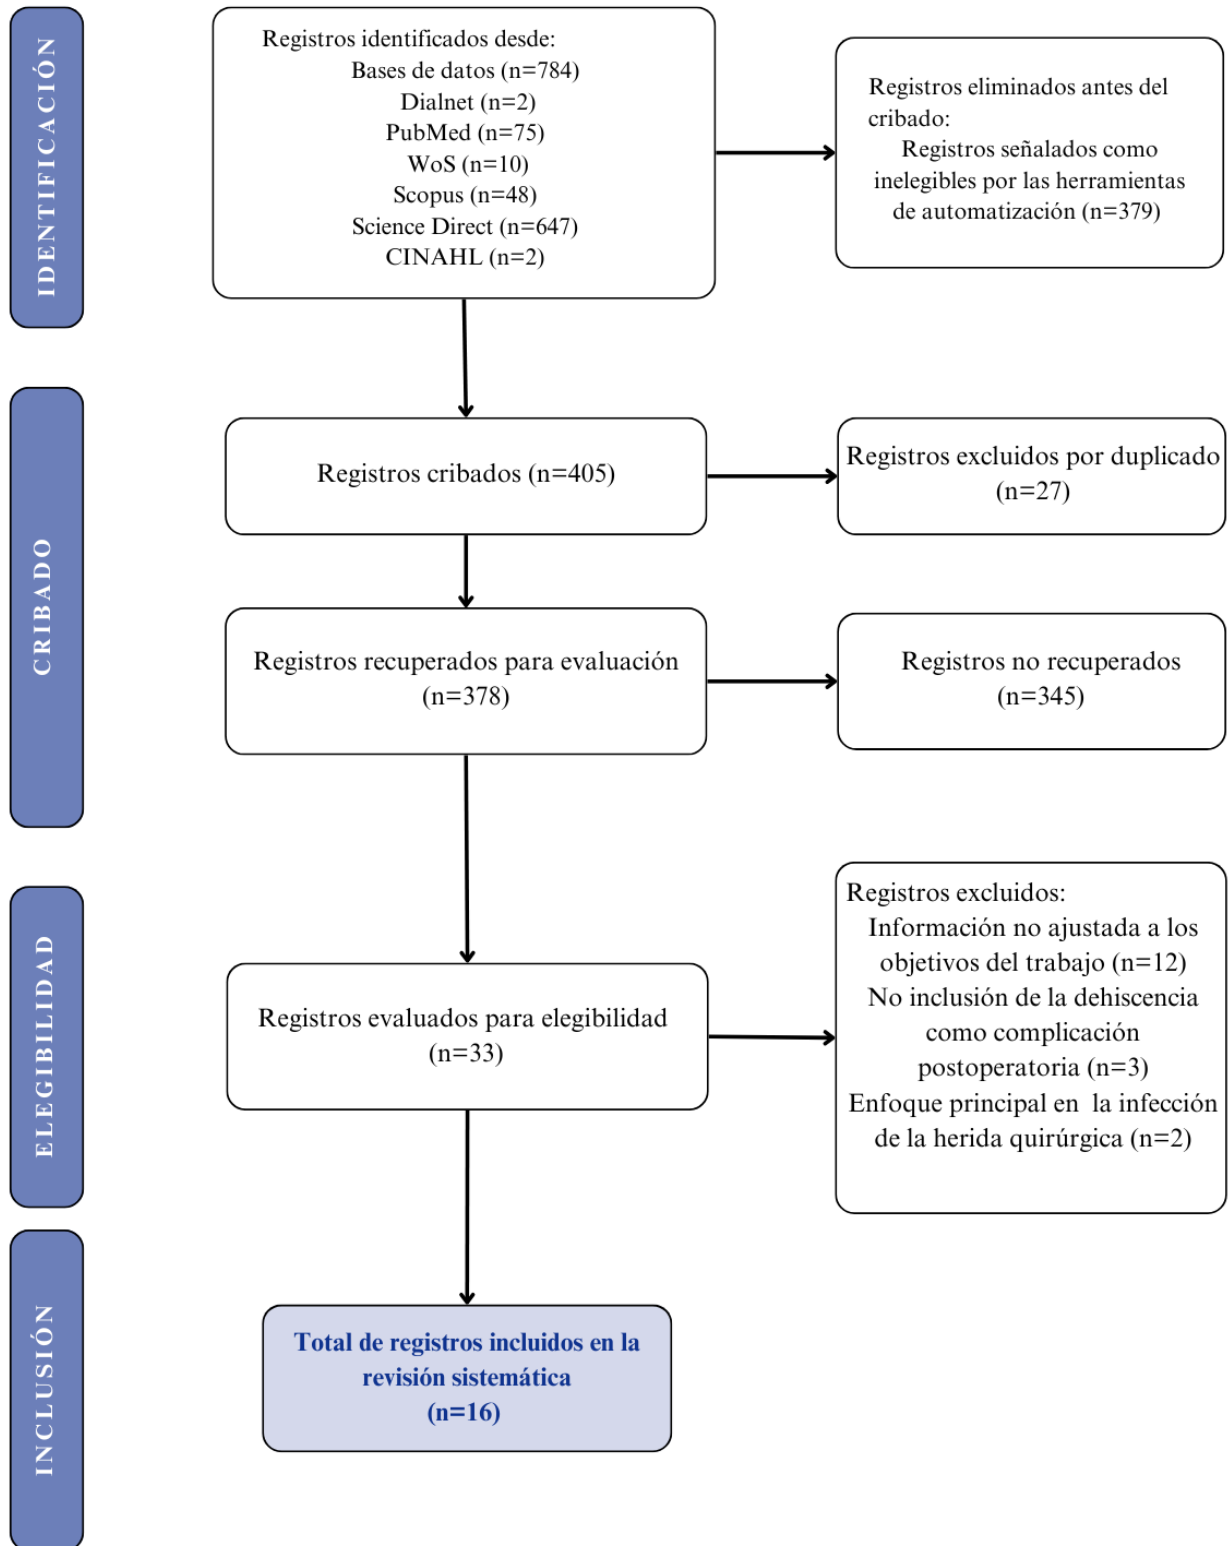 IDENTIFICACIÓN
Registros identificados desde:
Bases de datos (n=784)
Dialnet (n=2)
PubMed (n=75)
WoS (n=10)
Scopus (n=48)
Science Direct (n=647)
CINAHL (n=2)
Registros eliminados antes del
cribado:
Registros señalados como
inelegibles por las herramientas
de automatización (n=379)
CRIBADO
Registros cribados (n=405)
Registros excluidos por duplicado
(n=27)
Registros recuperados para evaluación
(n=378)
Registros no recuperados
(n=345)
ELEGIBILIDAD
Registros evaluados para elegibilidad
(n=33)
Registros excluidos:
Información no ajustada a los
objetivos del trabajo (n=12)
No inclusión de la dehiscencia
como complicación
postoperatoria (n=3)
Enfoque principal en la infección
de la herida quirúrgica (n=2)
INCLUSIÓN
Total de registros incluidos en la
revisión sistemática
(n=16)